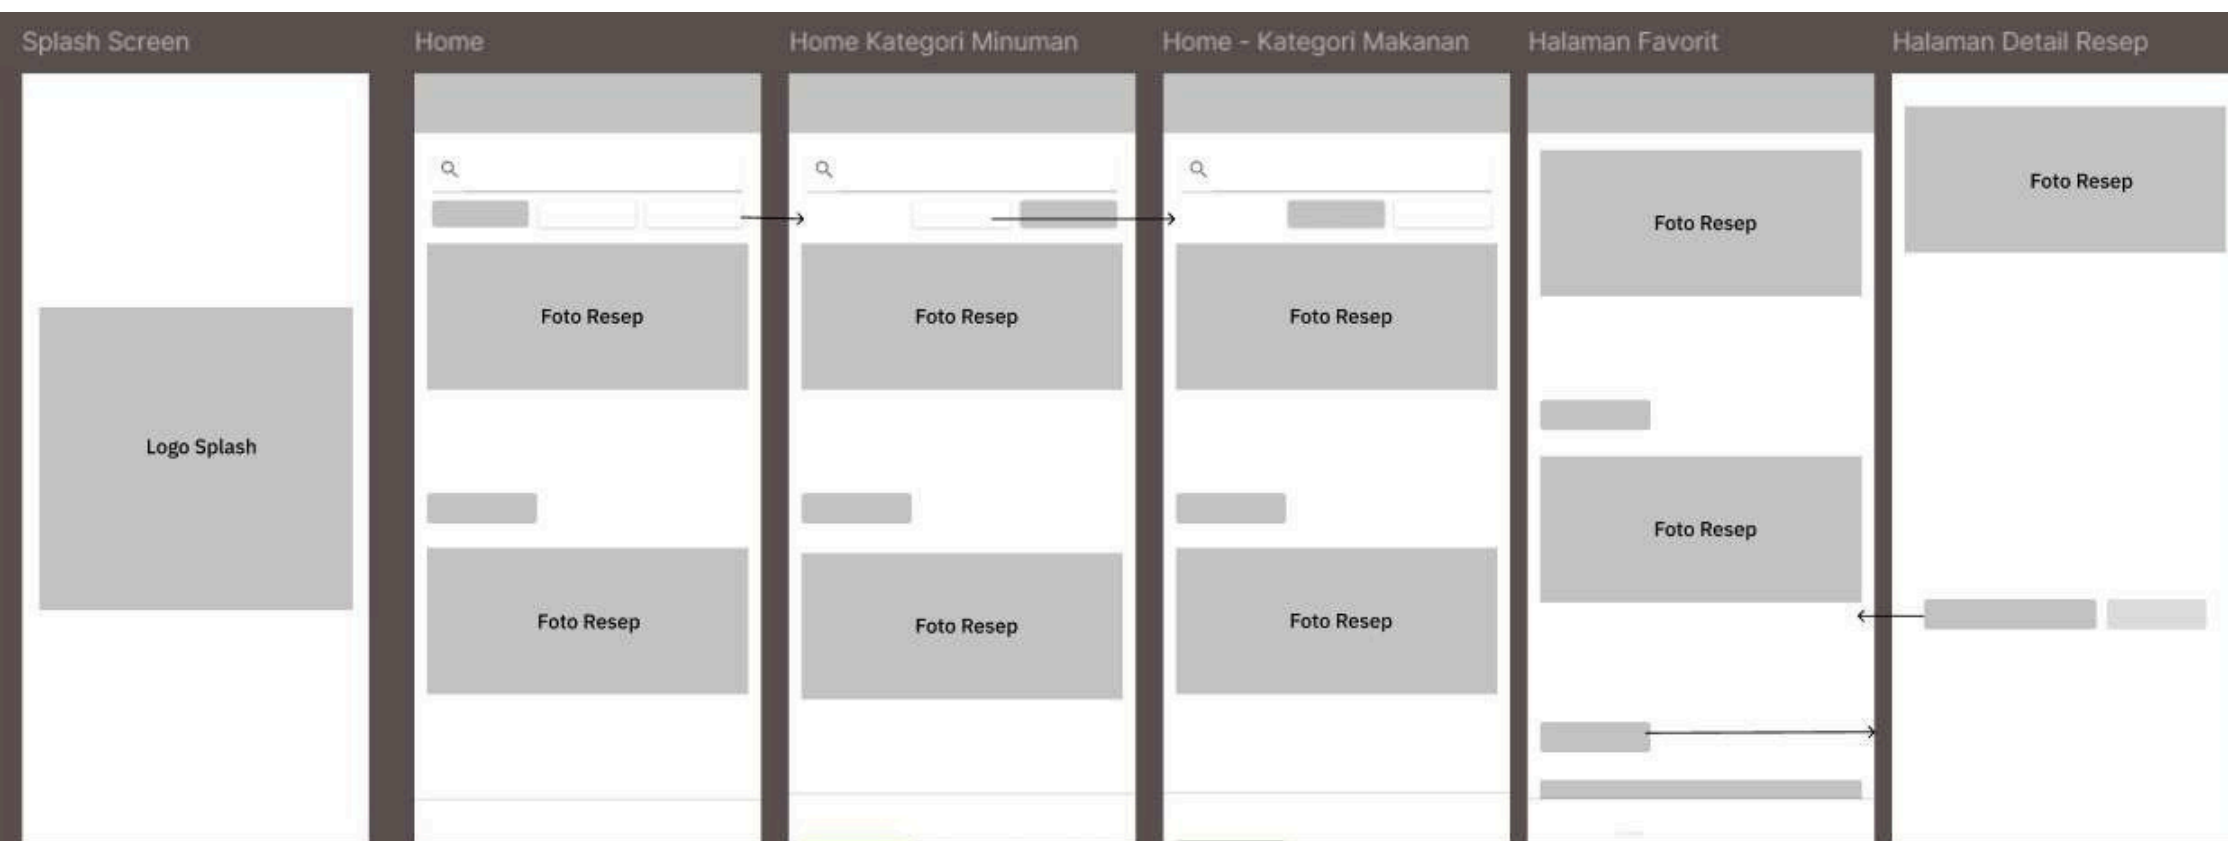 Splash Screen
Logo Splash
Home
Foto Resep
Foto Resep
Home Kategori Minuman
Foto Resep
Foto Resep
Home - Kategori Makanan
Foto Resep
Foto Resep
Halaman Favorit
Foto Resep
Foto Resep
Halaman Detail Resep
Foto Resep